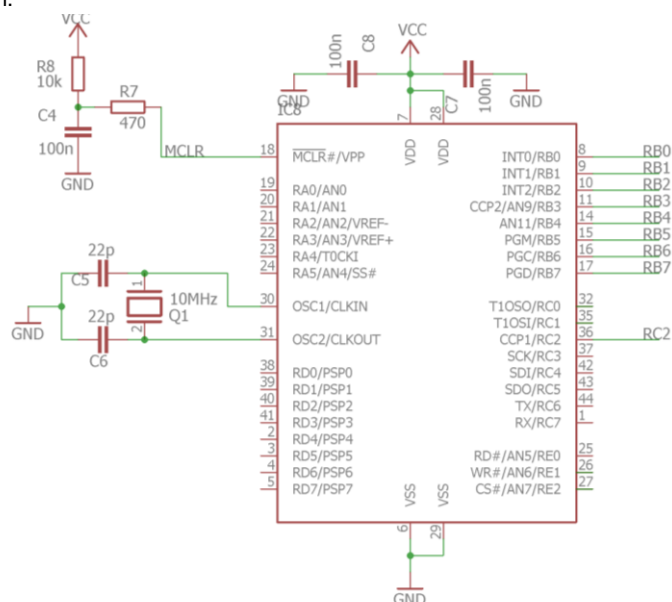 VCC
R8
10k
R7
470
C4
100n
GND
MCLR
VCC
100n
C8
C7
100n
GND
GND
IC8
7
28
VDD
VDD
18
MCLR#/VPP
19
RA0/AN0
20
RA1/AN1
21
RA2/AN2/VREF-
22
RA3/AN3/VREF+
23
RA4/T0CKI
24
RA5/AN4/SS#
30
OSC1/CLKIN
31
OSC2/CLKOUT
38
RD0/PSP0
39
RD1/PSP1
40
RD2/PSP2
41
RD3/PSP3
2
RD4/PSP4
3
RD5/PSP5
4
RD6/PSP6
5
RD7/PSP7
22p
C5
1
10MHz
Q1
2
22p
C6
GND
INT0/RB0
8
RB0
INT1/RB1
9
RB1
INT2/RB2
10
RB2
CCP2/AN9/RB3
11
RB3
AN11/RB4
14
RB4
PGM/RB5
15
RB5
PGC/RB6
16
RB6
PGD/RB7
17
RB7
T1OSO/RC0
32
T1OSI/RC1
35
CCP1/RC2
36
RC2
SCK/RC3
37
SDI/RC4
42
SDO/RC5
43
TX/RC6
44
RX/RC7
1
RD#/AN5/RE0
25
WR#/AN6/RE1
26
CS#/AN7/RE2
27
VSS
VSS
6
29
GND